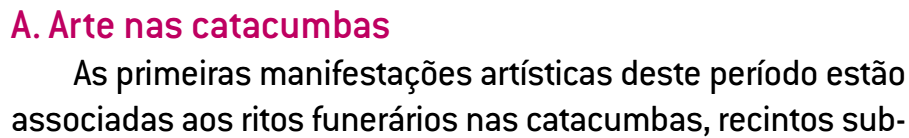 A. Arte nas catacumbas
As primeiras manifestações artísticas deste período estão
associadas aos ritos funerários nas catacumbas, recintos sub-